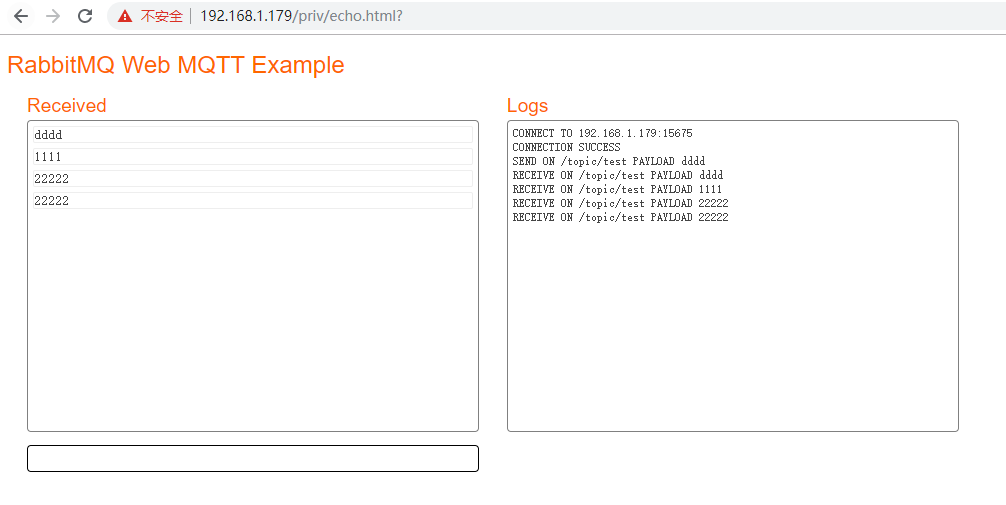 不安全 192.168.1.179/priv/echo.html?
RabbitMQ Web MQTT Example
Received
dddd
1111
22222
22222
Logs
CONNECT TO 192.168.1.179:15675
CONNECTION SUCCESS
SEND ON /topic/test PAYLOAD dddd
RECEIVE ON /topic/test PAYLOAD dddd
RECEIVE ON /topic/test PAYLOAD 1111
RECEIVE ON /topic/test PAYLOAD 22222
RECEIVE ON /topic/test PAYLOAD 22222